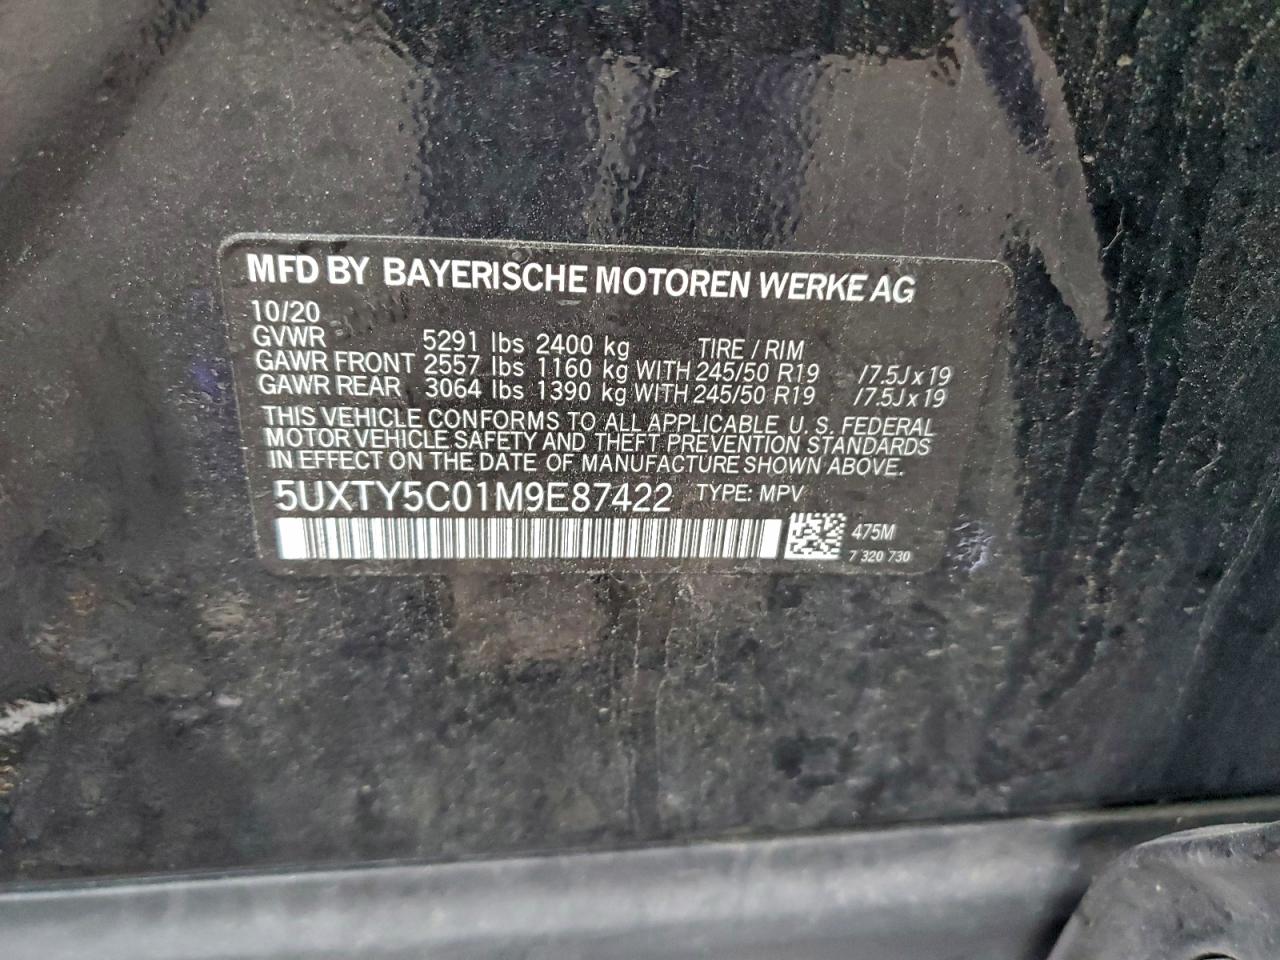 MFD BY BAYERISCHE MOTOREN WERKE AG
10/20
GVWR 5291 lbs 2400 kg TIRE / RIM
GAWR FRONT 2557 lbs 1160 kg WITH 245/50 R19 /7.5J x 19
GAWR REAR 3064 lbs 1390 kg WITH 245/50 R19 /7.5J x 19
THIS VEHICLE CONFORMS TO ALL APPLICABLE U. S. FEDERAL
MOTOR VEHICLE SAFETY AND THEFT PREVENTION STANDARDS
IN EFFECT ON THE DATE OF MANUFACTURE SHOWN ABOVE.
5UXTY5C01M9E87422 TYPE: MPV
475M
7 320 730